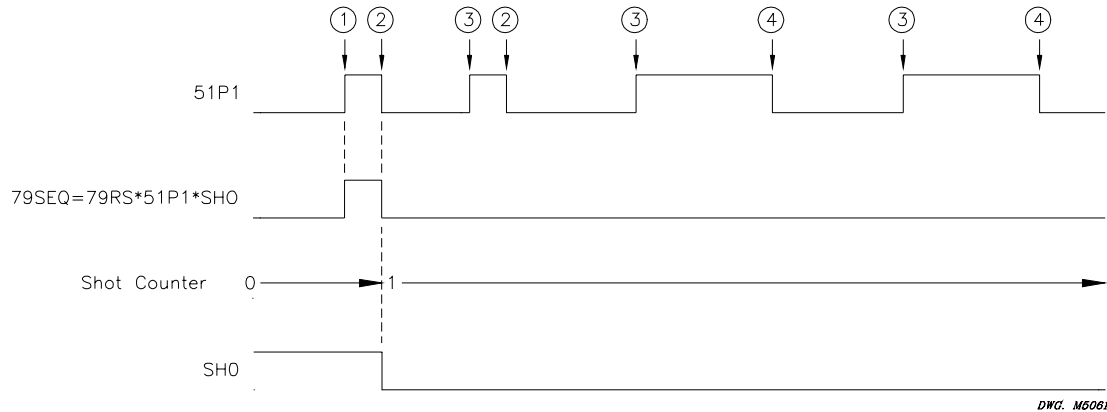 1 2 3 2 3 4 3 4
51P1
79SEQ=79RS*51P1*SH0
Shot Counter 0 1
SH0
DWG. M5061